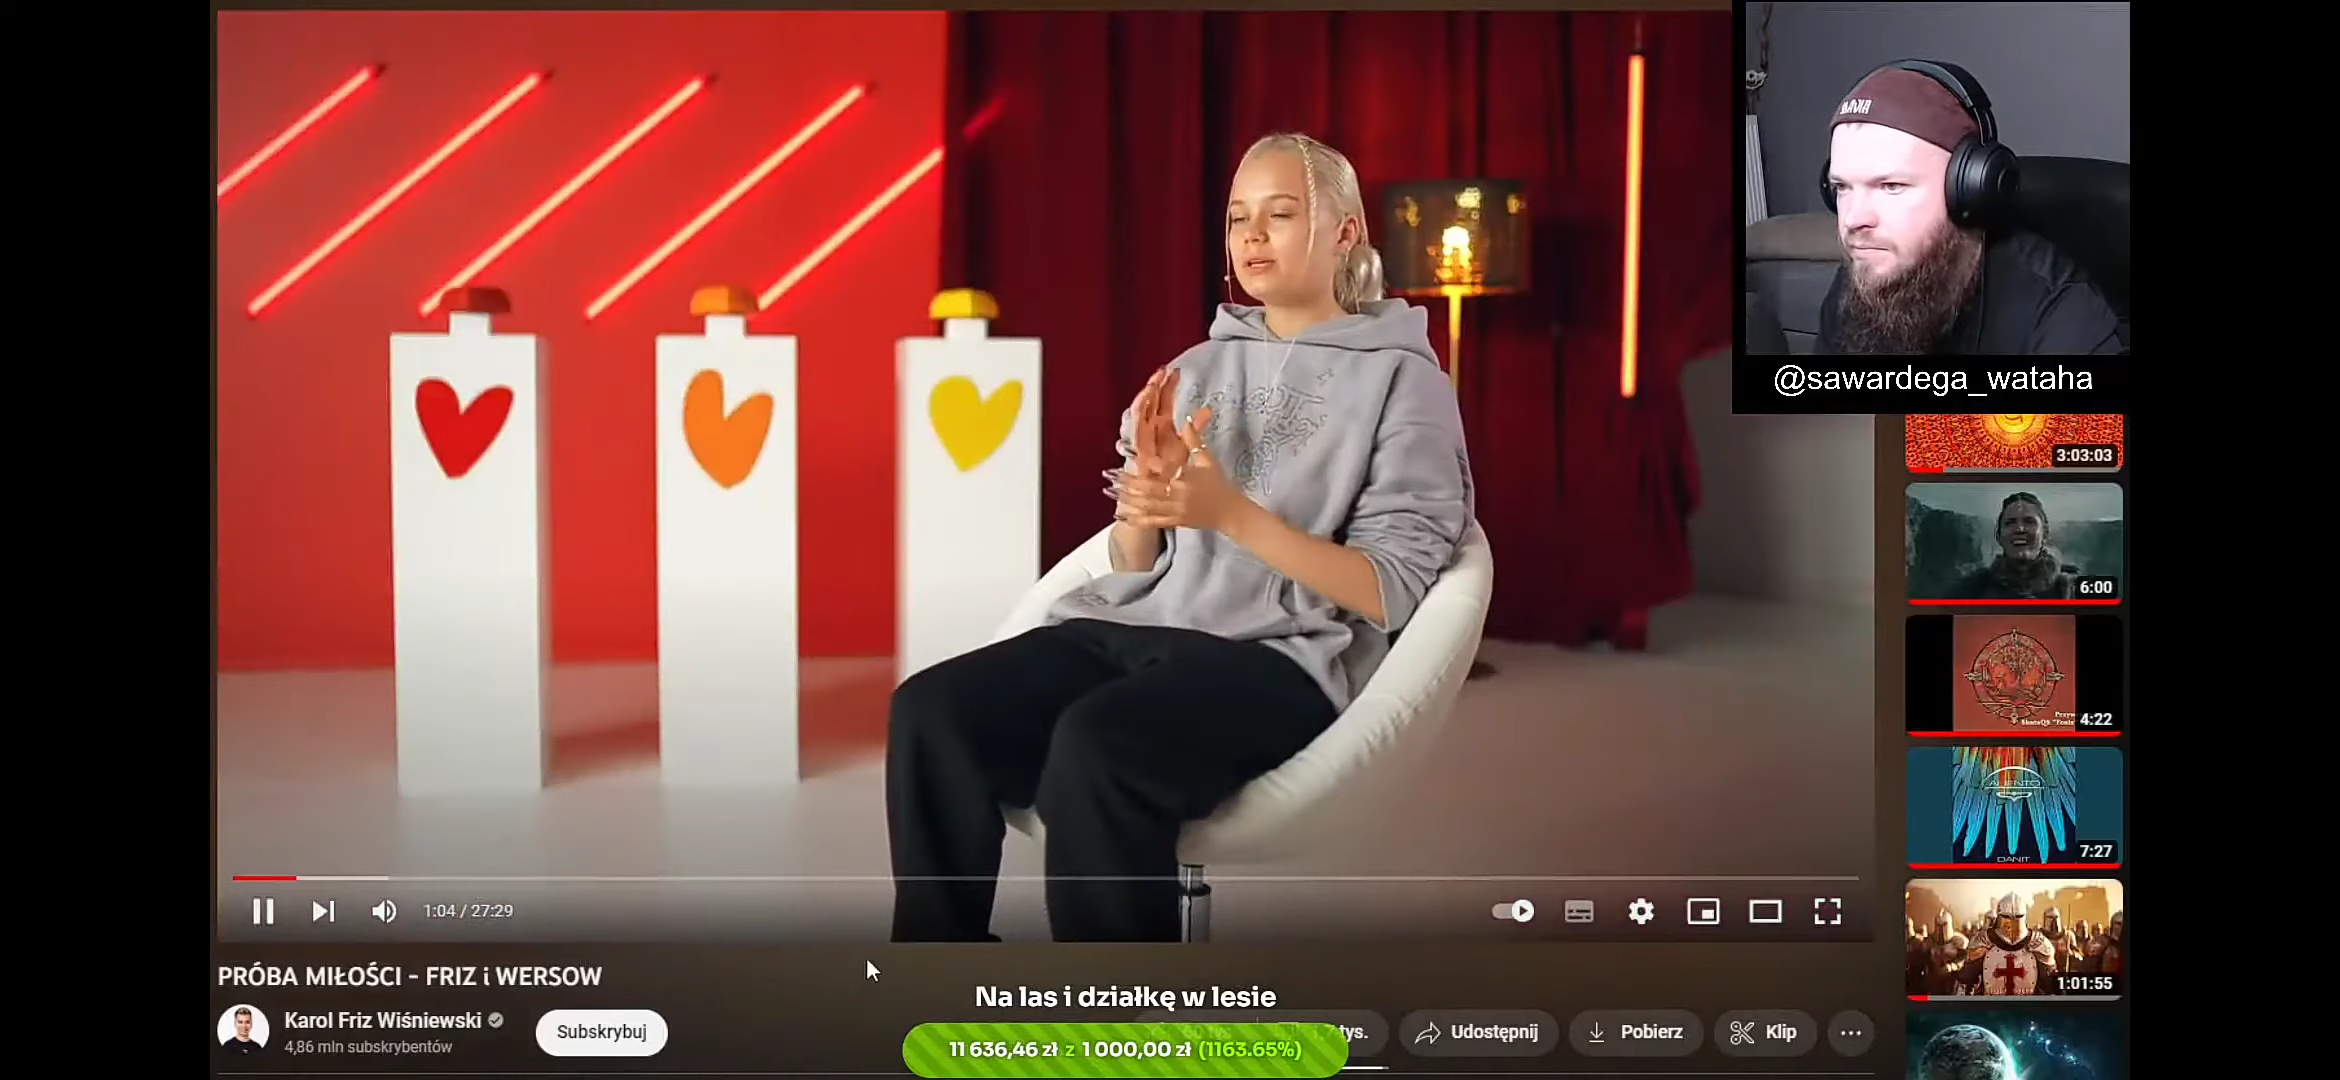 @sawardega_wataha
3:03:03
6:00
4:22
ALIENTO
DANIT
7:27
1:01:55
1:04 / 27:29
PRÓBA MIŁOŚCI - FRIZ i WERSOW
Karol Friz Wiśniewski
4,86 mln subskrybentów
Subskrybuj
Na las i działkę w lesie
11 636,46 zł z 1 000,00 zł (1163.65%)
tys.
Udostępnij
Pobierz
Klip